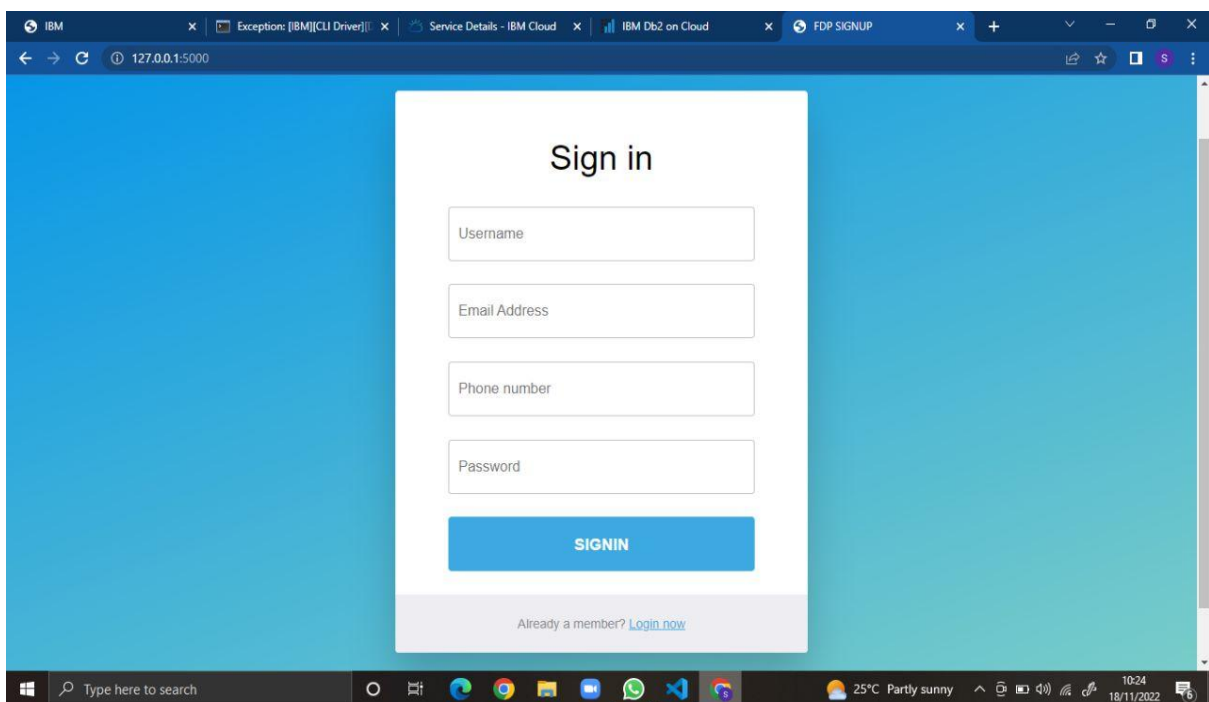 IBM
Exception: [IBM][CLI Driver]
Service Details - IBM Cloud
IBM Db2 on Cloud
FDP SIGNUP
127.0.0.1:5000
S
Sign in
Username
Email Address
Phone number
Password
SIGNIN
Already a member? Login now
Type here to search
25°C Partly sunny
10:24
18/11/2022
6